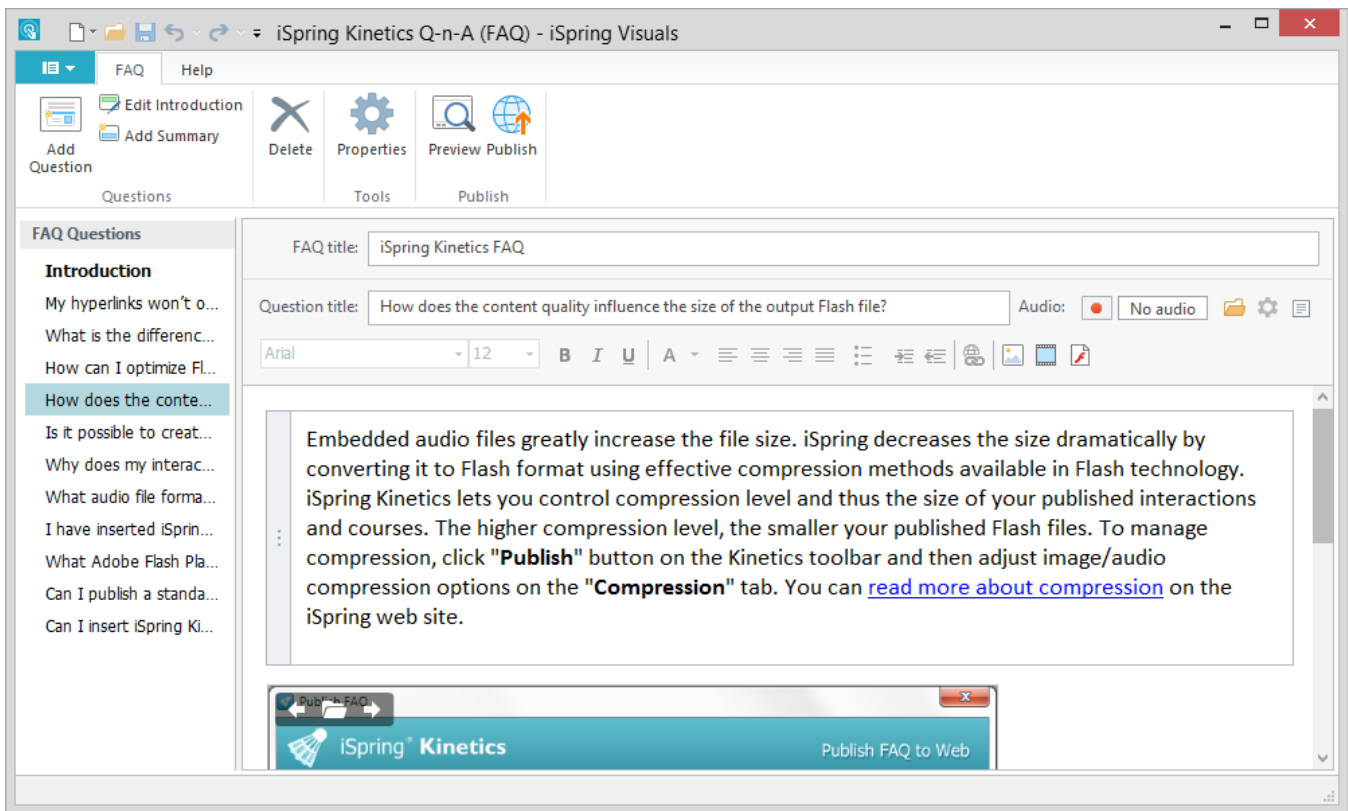 iSpring Kinetics Q-n-A (FAQ) - iSpring Visuals
FAQ Help
Add Question
Edit Introduction
Add Summary
Delete
Properties
Preview Publish
Questions Tools Publish
FAQ Questions
Introduction
My hyperlinks won't o...
What is the differenc...
How can I optimize Fl...
How does the conte...
Is it possible to creat...
Why does my interac...
What audio file forma...
I have inserted iSprin...
What Adobe Flash Pla...
Can I publish a standa...
Can I insert iSpring Ki...
FAQ title: iSpring Kinetics FAQ
Question title: How does the content quality influence the size of the output Flash file? Audio: No audio
Arial 12 B I U A
Embedded audio files greatly increase the file size. iSpring decreases the size dramatically by
converting it to Flash format using effective compression methods available in Flash technology.
iSpring Kinetics lets you control compression level and thus the size of your published interactions
and courses. The higher compression level, the smaller your published Flash files. To manage
compression, click "Publish" button on the Kinetics toolbar and then adjust image/audio
compression options on the "Compression" tab. You can read more about compression on the
iSpring web site.
Publish FAQ
iSpring® Kinetics Publish FAQ to Web